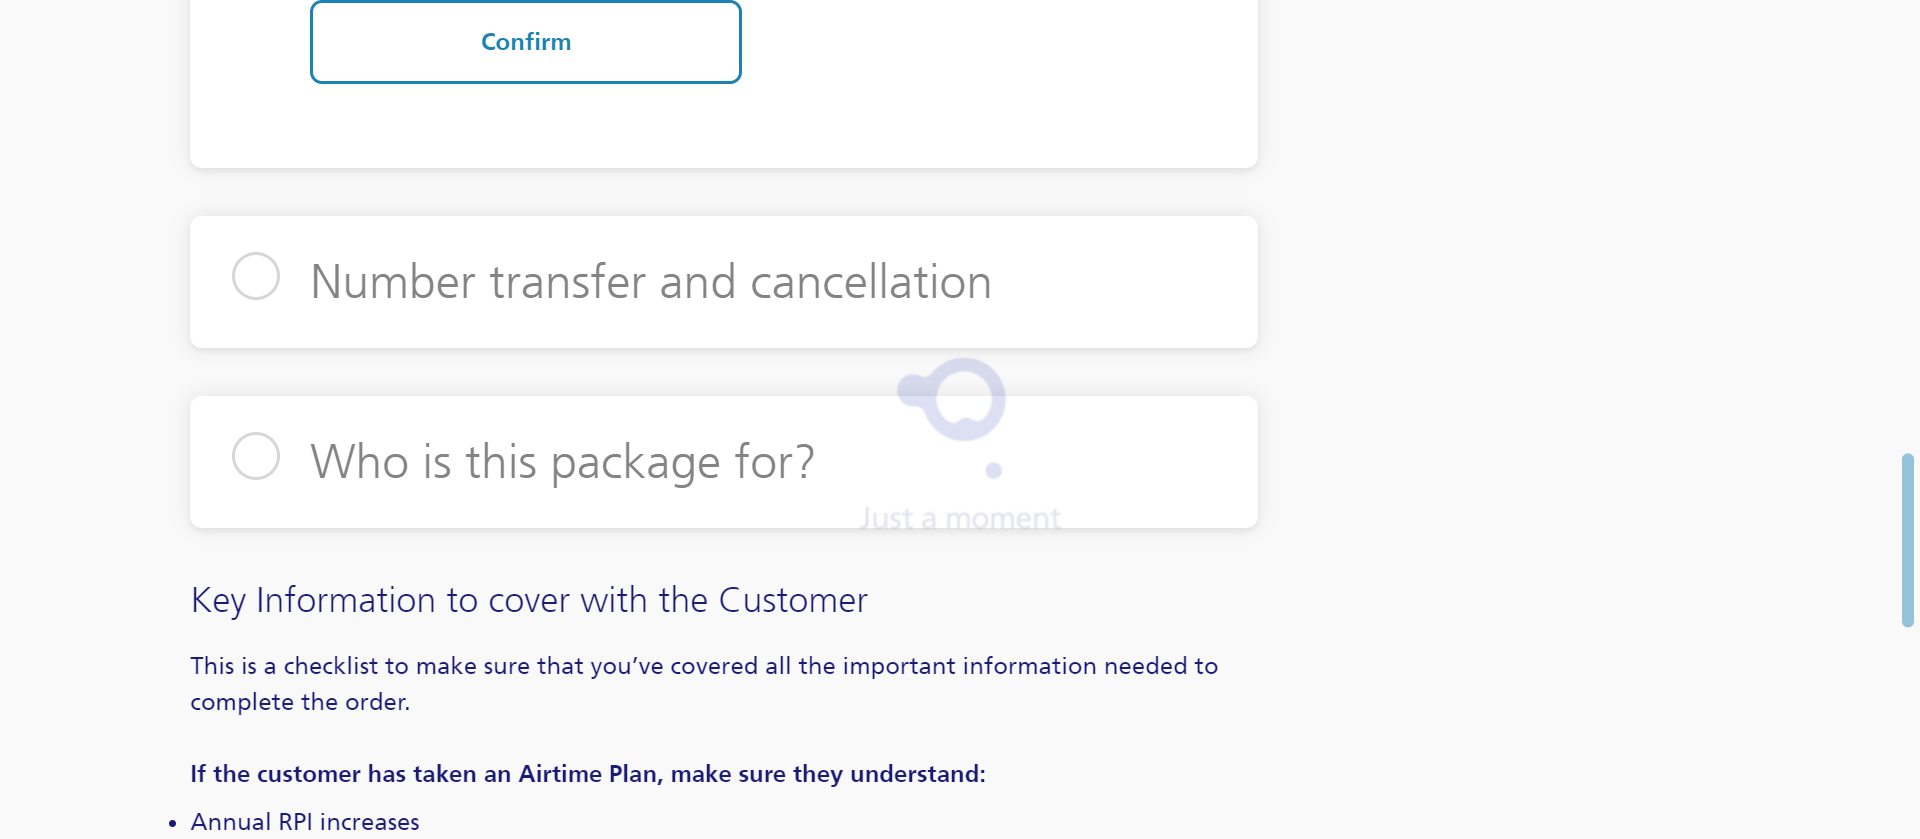 Confirm
Number transfer and cancellation
Who is this package for?
Just a moment
Key Information to cover with the Customer
This is a checklist to make sure that you’ve covered all the important information needed to
complete the order.
If the customer has taken an Airtime Plan, make sure they understand:
• Annual RPI increases